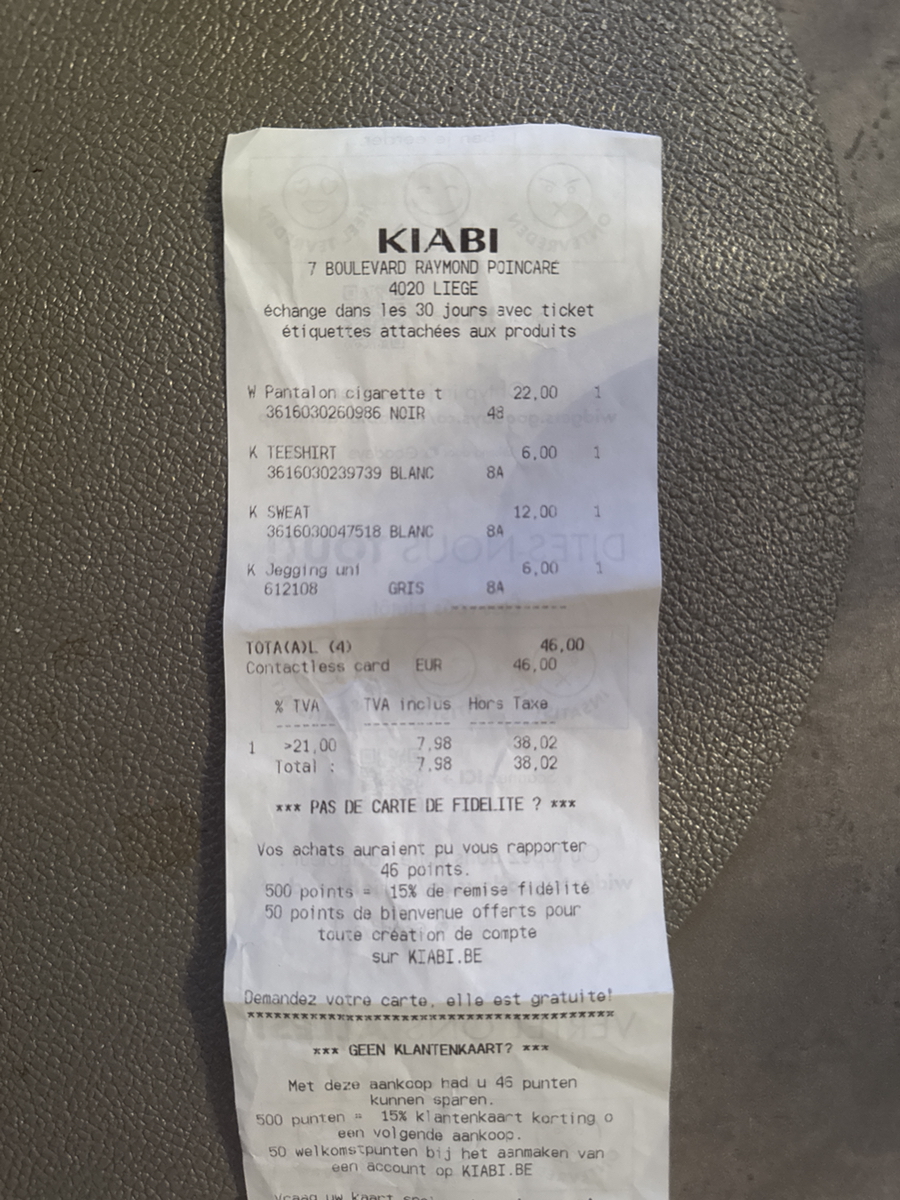 KIABI
7 BOULEVARD RAYMOND POINCARE
4020 LIEGE
échange dans les 30 jours avec ticket
étiquettes attachées aux produits
W Pantalon cigarette t 22,00 1
3616030260986 NOIR 48
K TEESHIRT 6,00 1
3616030239739 BLANC 8A
K SWEAT 12,00 1
3616030047518 BLANC 8A
K Jegging uni 6,00 1
612108 GRIS 8A
------------
TOTA(A)L (4) 46,00
Contactless card EUR 46,00
% TVA TVA inclus Hors Taxe
1 >21,00 7,98 38,02
Total : 7,98 38,02
*** PAS DE CARTE DE FIDELITE ? ***
Vos achats auraient pu vous rapporter
46 points.
500 points = 15% de remise fidélité
50 points de bienvenue offerts pour
toute création de compte
sur KIABI.BE
Demandez votre carte, elle est gratuite!
****************************************
*** GEEN KLANTENKAART? ***
Met deze aankoop had u 46 punten
kunnen sparen.
500 punten = 15% klantenkaart korting o
een volgende aankoop.
50 welkomstpunten bij het aanmaken van
een account op KIABI.BE
Vraag uw kaart